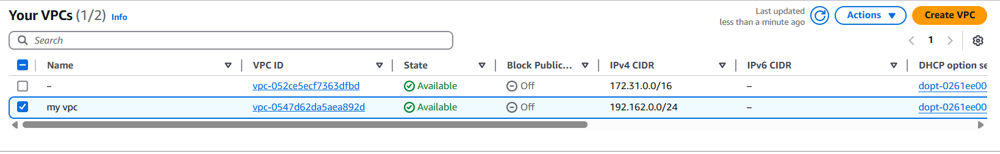 Your VPCs (1/2) Info
Last updated
less than a minute ago
Actions
Create VPC
Search
1
Name VPC ID State Block Public... IPv4 CIDR IPv6 CIDR DHCP option se
– vpc-052ce5ecf7363dfbd Available Off 172.31.0.0/16 – dopt-0261ee00
my vpc vpc-0547d62da5aea892d Available Off 192.162.0.0/24 – dopt-0261ee00